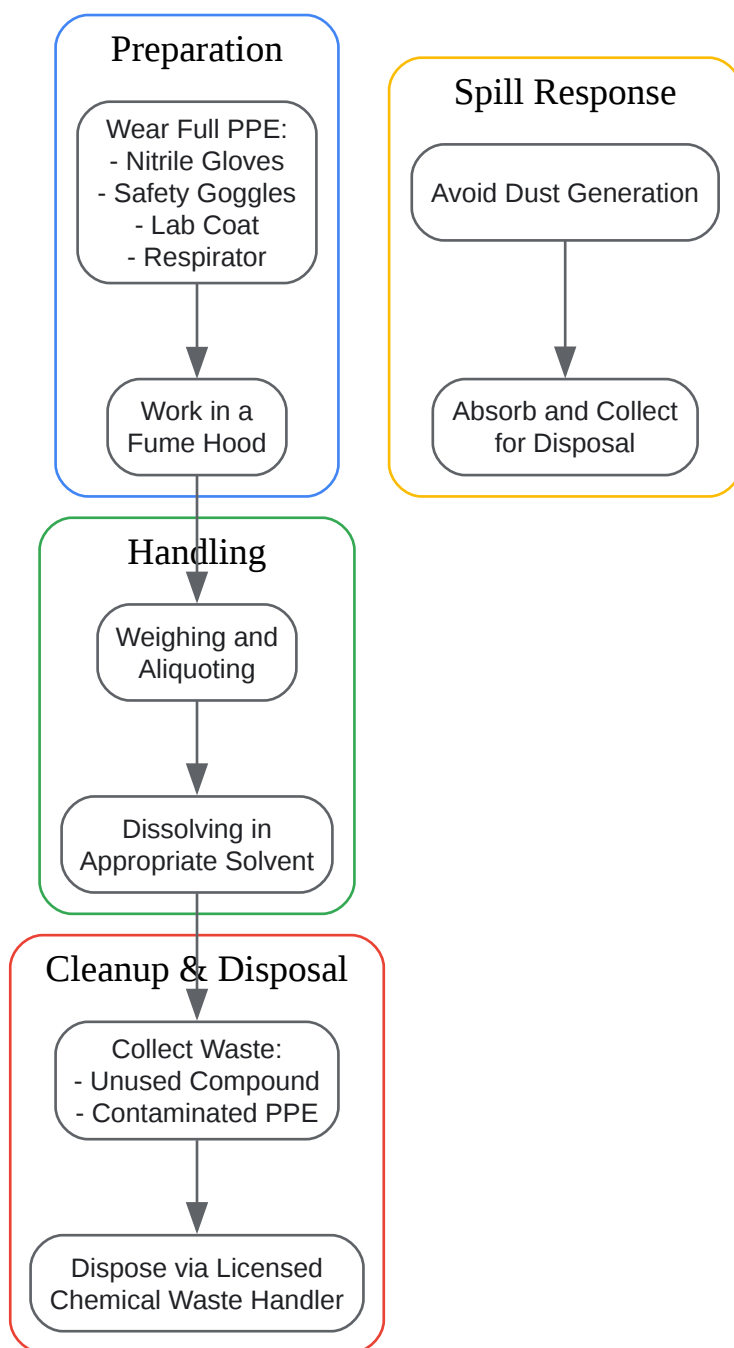 Preparation
Wear Full PPE:
- Nitrile Gloves
- Safety Goggles
- Lab Coat
- Respirator
Work in a
Fume Hood
Handling
Weighing and
Aliquoting
Dissolving in
Appropriate Solvent
Cleanup & Disposal
Collect Waste:
- Unused Compound
- Contaminated PPE
Dispose via Licensed
Chemical Waste Handler
Spill Response
Avoid Dust Generation
Absorb and Collect
for Disposal